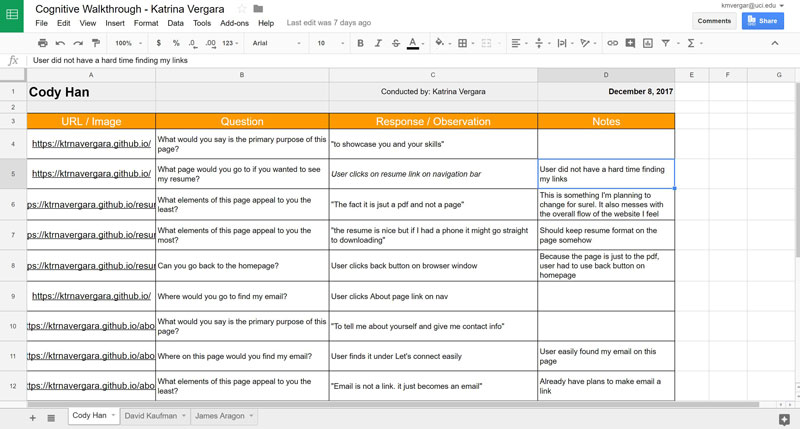 Cognitive Walkthrough - Katrina Vergara
kmvergar@uci.edu
File Edit View Insert Format Data Tools Add-ons Help Last edit was 7 days ago
Comments Share
100% $ % .0 .00 123 Arial 10 B I S A
fx User did not have a hard time finding my links
A B C D E F G
1 Cody Han Conducted by: Katrina Vergara December 8, 2017
2
3 URL / Image Question Response / Observation Notes
4 https://ktrnavergara.github.io/ What would you say is the primary purpose of this
page? "to showcase you and your skills"
5 https://ktrnavergara.github.io/ What page would you go to if you wanted to see
my resume? User clicks on resume link on navigation bar User did not have a hard time finding
my links
6 ps://ktrnavergara.github.io/resu What elements of this page appeal to you the
least? "The fact it is jsut a pdf and not a page" This is something I'm planning to
change for surel. It also messes with
the overall flow of the website I feel
7 ps://ktrnavergara.github.io/resu What elements of this page appeal to you the
most? "the resume is nice but if I had a phone it might go straight
to downloading" Should keep resume format on the
page somehow
8 ps://ktrnavergara.github.io/resu Can you go back to the homepage? User clicks back button on browser window Because the page is just to the pdf,
user had to use back button on
homepage
9 https://ktrnavergara.github.io/ Where would you go to find my email? User clicks About page link on nav
10 ttps://ktrnavergara.github.io/abo What would you say is the primary purpose of this
page? "To tell me about yourself and give me contact info"
11 ttps://ktrnavergara.github.io/abo Where on this page would you find my email? User finds it under Let's connect easily User easily found my email on this
page
12 ttps://ktrnavergara.github.io/abo What elements of this page appeal to you the
least? "Email is not a link. it just becomes an email" Already have plans to make email a
link
Cody Han David Kaufman James Aragon